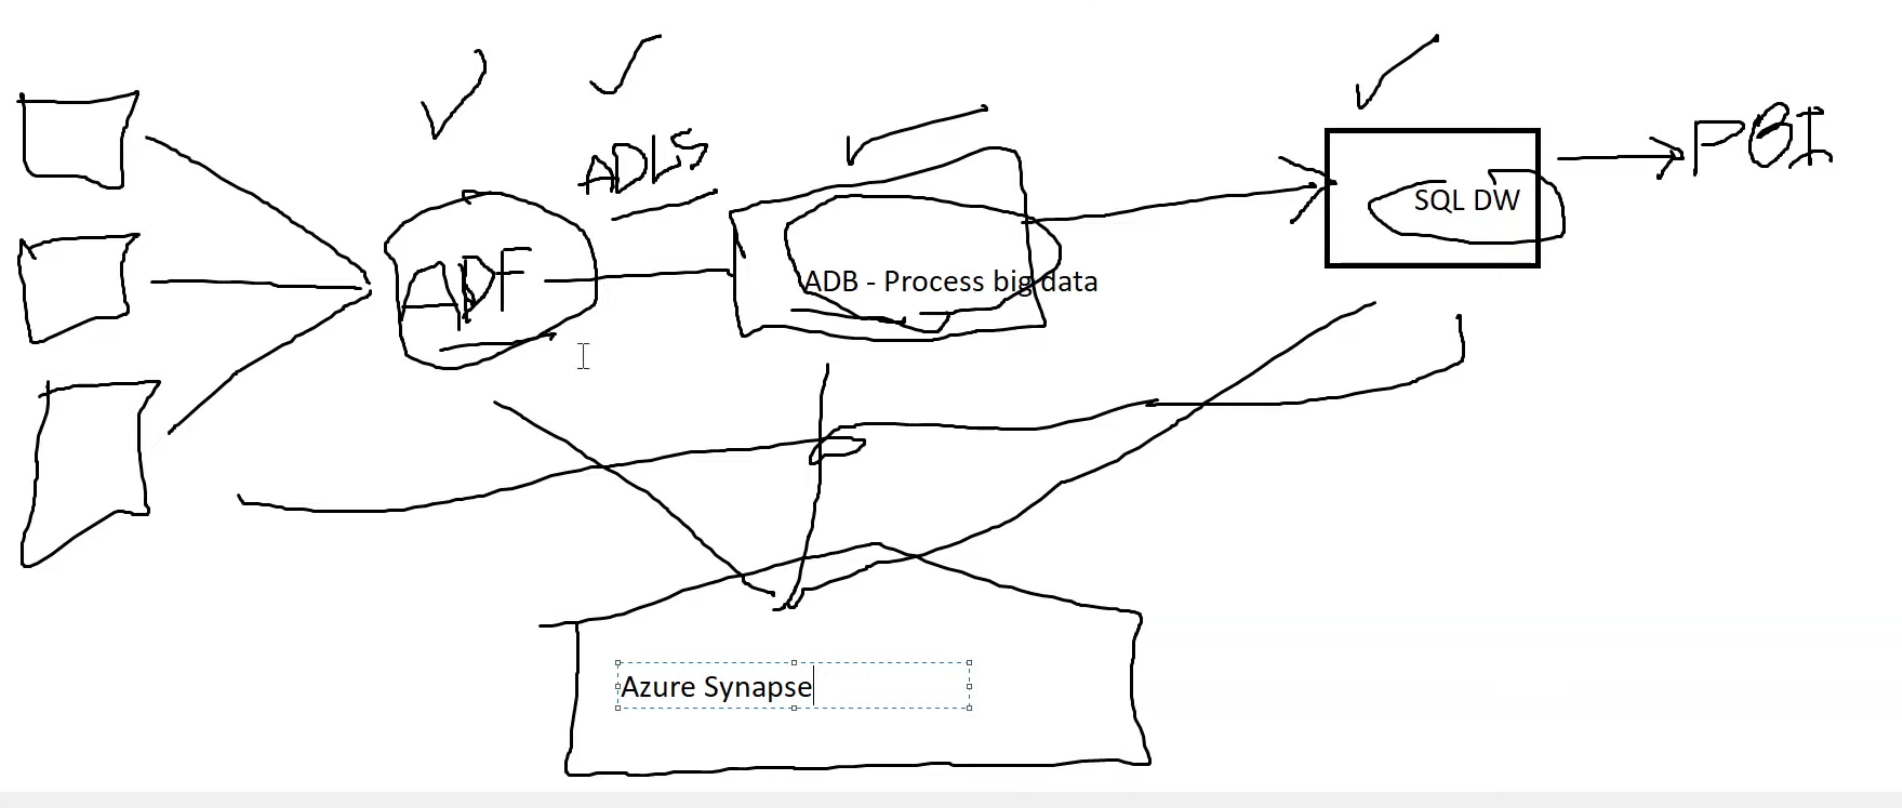 ADLS
PBI
SQL DW
ADF
ADB - Process big data
Azure Synapse